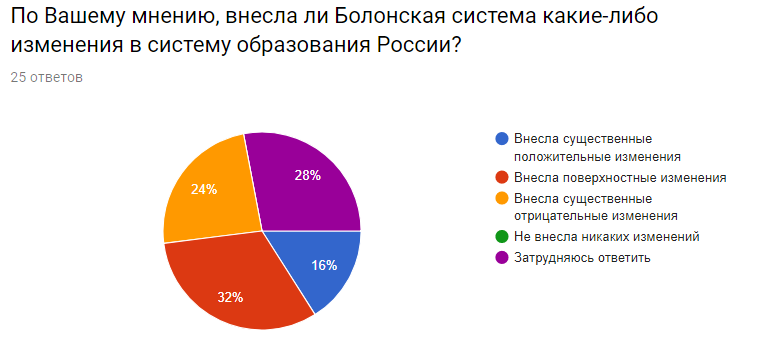 По Вашему мнению, внесла ли Болонская система какие-либо
изменения в систему образования России?
25 ответов
28%
24%
16%
32%
Внесла существенные
положительные изменения
Внесла поверхностные изменения
Внесла существенные
отрицательные изменения
Не внесла никаких изменений
Затрудняюсь ответить